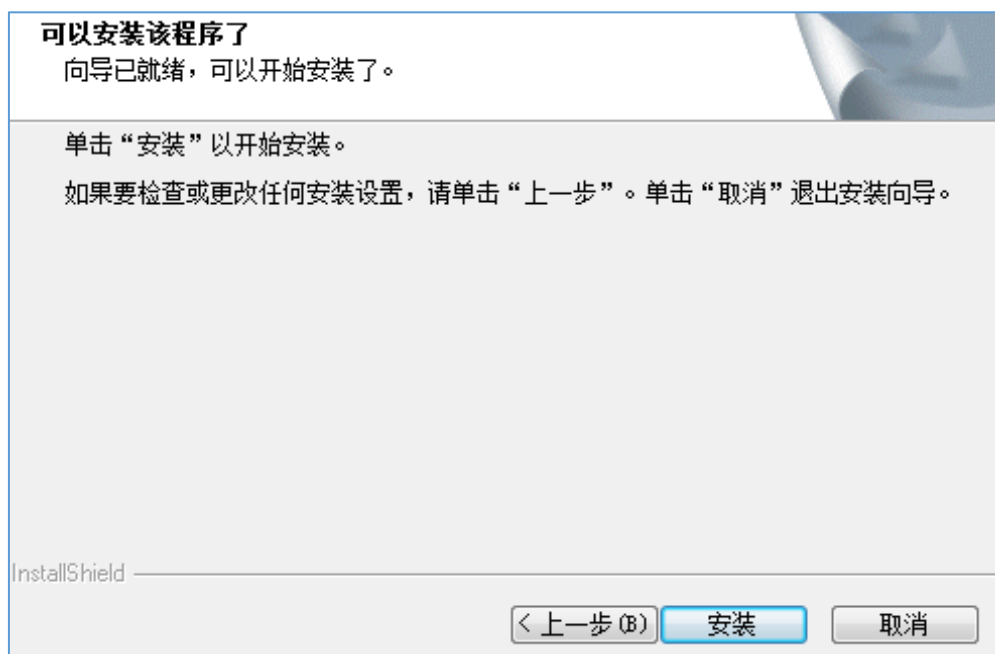 可以安装该程序了
向导已就绪，可以开始安装了。
单击“安装”以开始安装。
如果要检查或更改任何安装设置，请单击“上一步”。单击“取消”退出安装向导。
InstallShield
< 上一步(B) 安装 取消